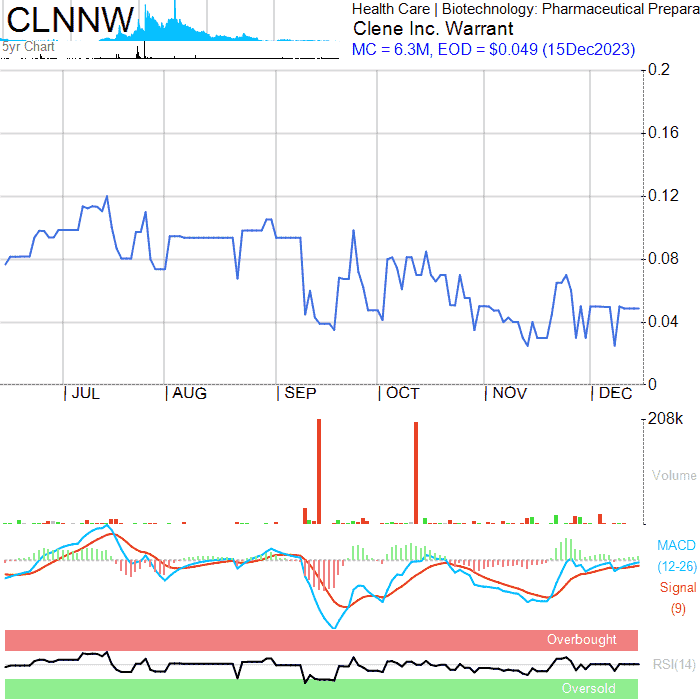 CLNNW
5yr Chart
Health Care | Biotechnology: Pharmaceutical Prepara
Clene Inc. Warrant
MC = 6.3M, EOD = $0.049 (15Dec2023)
0.2
0.16
0.12
0.08
0.04
0
JUL AUG SEP OCT NOV DEC
208k
Volume
MACD
(12-26)
Signal
(9)
Overbought
RSI(14)
Oversold